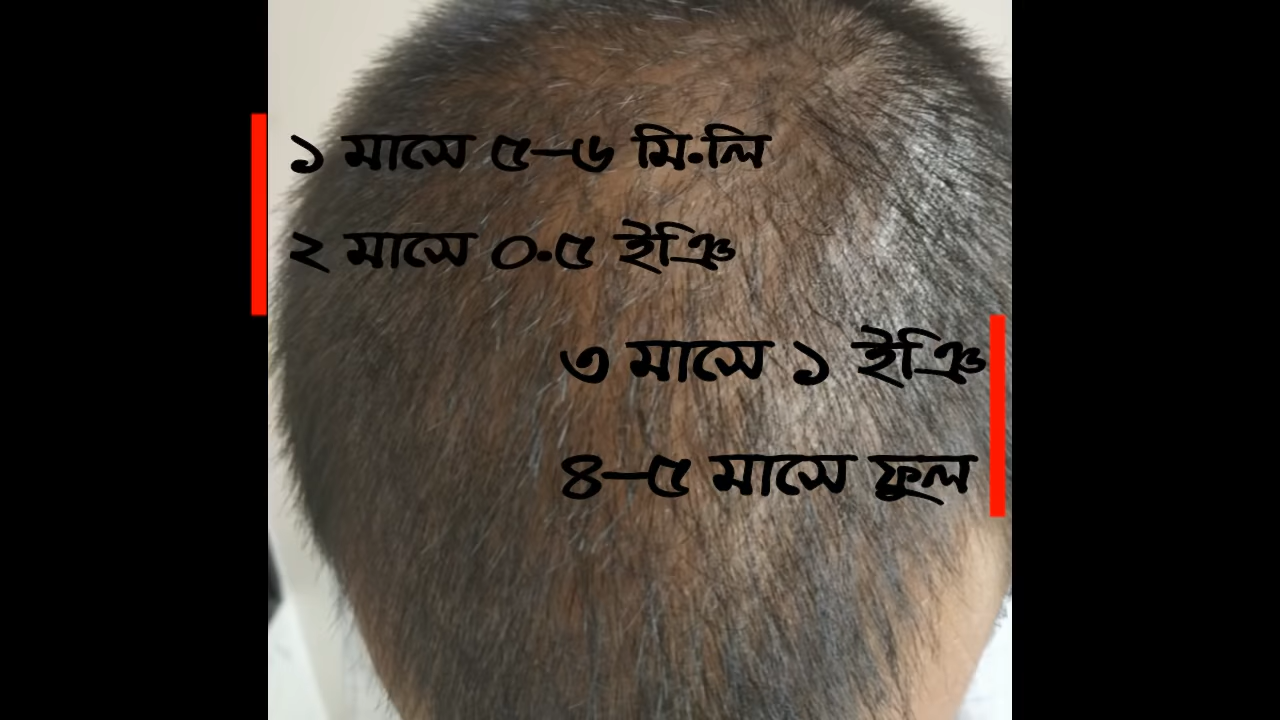 ১ মাসে ৫-৬ মি.লি
২ মাসে ০.৫ ইঞ্চি
৩ মাসে ১ ইঞ্চি
৪-৫ মাসে ফুল